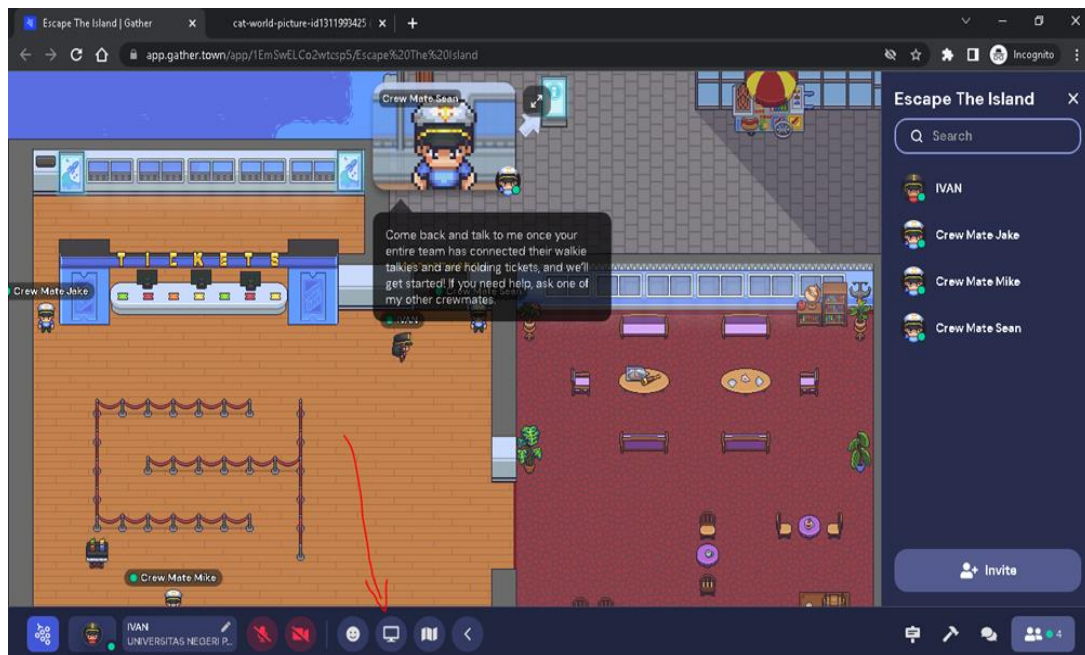 Escape The Island | Gather
cat-world-picture-id1311993425
app.gather.town/app/1EmSwELCo2wtcsp5/Escape%20The%20Island
Incognito
Crew Mate Sean
Escape The Island
Search
IVAN
Crew Mate Jake
Crew Mate Mike
Crew Mate Sean
Come back and talk to me once your
entire team has connected their walkie
talkies and are holding tickets, and we'll
get started! If you need help, ask one of
my other crewmates.
TICKETS
Crew Mate Jake
IVAN
Crew Mate Mike
Invite
IVAN
UNIVERSITAS NEGERI P...
4